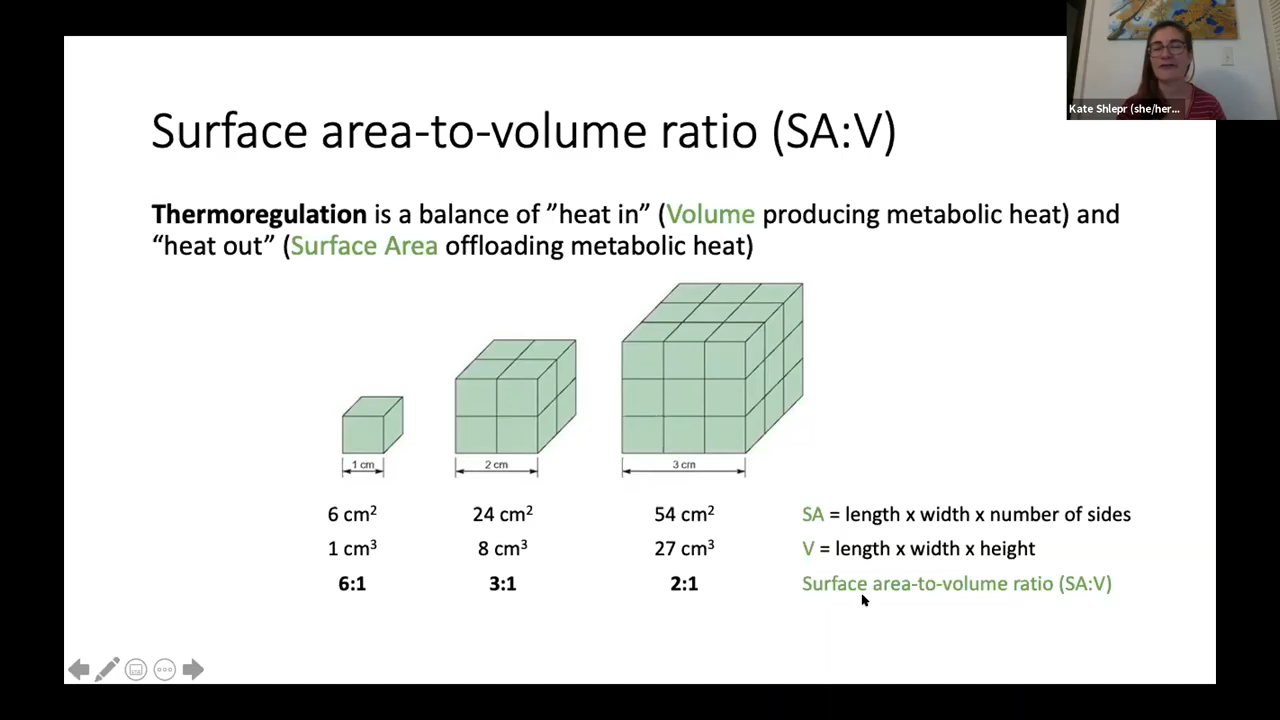 Kate Shlepr (she/her...
Surface area-to-volume ratio (SA:V)
Thermoregulation is a balance of ”heat in” (Volume producing metabolic heat) and
“heat out” (Surface Area offloading metabolic heat)
1 cm
2 cm
3 cm
6 cm²
24 cm²
54 cm²
SA = length x width x number of sides
1 cm³
8 cm³
27 cm³
V = length x width x height
6:1
3:1
2:1
Surface area-to-volume ratio (SA:V)